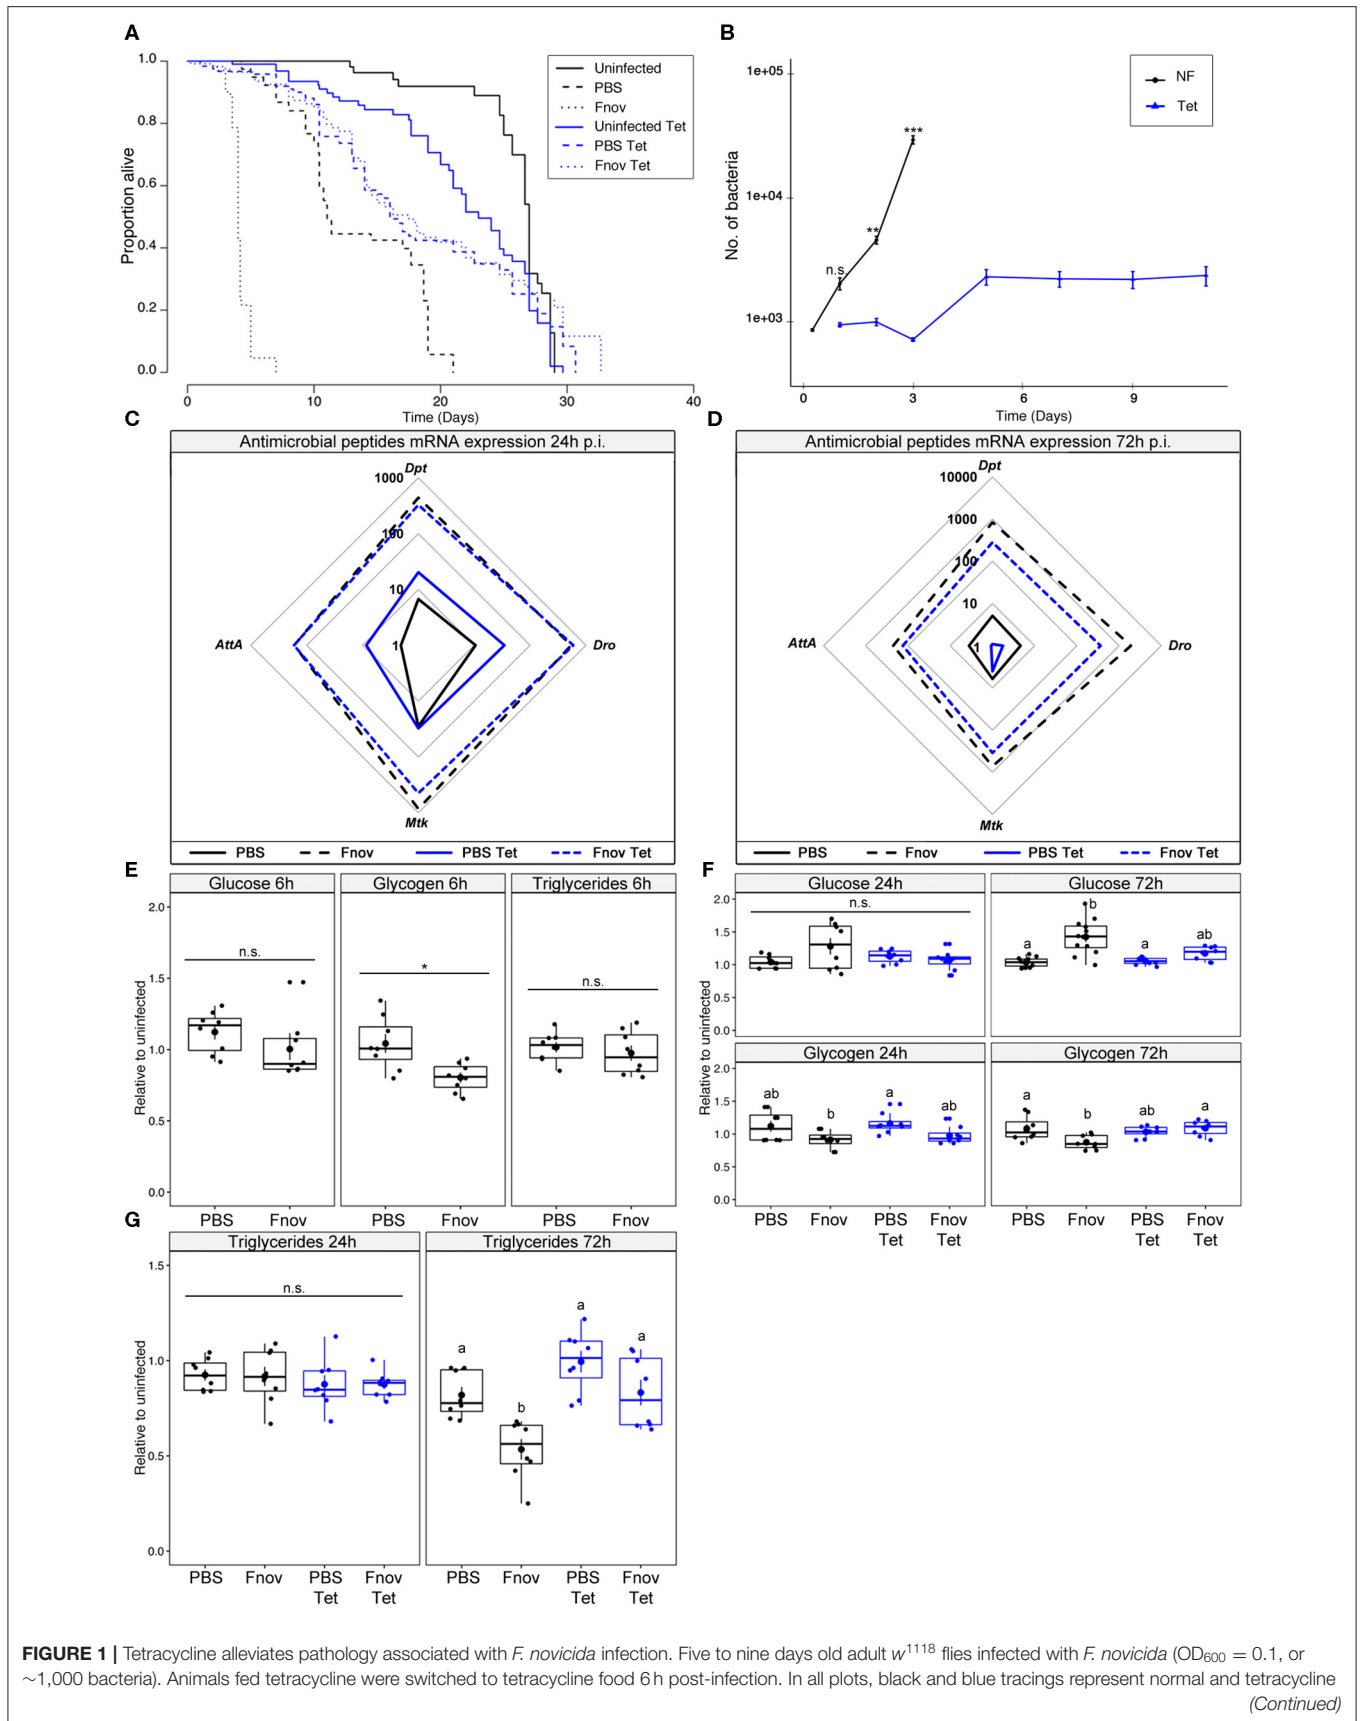 A
1.0
0.8
0.6
0.4
0.2
0.0
Proportion alive
0 10 20 30 40
Time (Days)
Uninfected
PBS
Fnov
Uninfected Tet
PBS Tet
Fnov Tet
B
1e+05
1e+04
1e+03
No. of bacteria
n.s.
**
***
NF
Tet
0 3 6 9
Time (Days)
C
Antimicrobial peptides mRNA expression 24h p.i.
Dpt
1000
100
10
1
AttA
Dro
Mtk
PBS Fnov PBS Tet Fnov Tet
D
Antimicrobial peptides mRNA expression 72h p.i.
Dpt
10000
1000
100
10
1
AttA
Dro
Mtk
PBS Fnov PBS Tet Fnov Tet
E
Glucose 6h Glycogen 6h Triglycerides 6h
2.0
1.5
1.0
0.5
0.0
Relative to uninfected
n.s. * n.s.
PBS Fnov PBS Fnov PBS Fnov
F
Glucose 24h Glucose 72h
2.0
1.5
1.0
0.5
0.0
n.s.
a b a ab
Glycogen 24h Glycogen 72h
2.0
1.5
1.0
0.5
0.0
Relative to uninfected
ab b a ab
a b ab a
PBS Fnov PBS Tet Fnov Tet PBS Fnov PBS Tet Fnov Tet
G
Triglycerides 24h Triglycerides 72h
1.5
1.0
0.5
0.0
Relative to uninfected
n.s.
a b a a
PBS Fnov PBS Tet Fnov Tet PBS Fnov PBS Tet Fnov Tet
FIGURE 1 | Tetracycline alleviates pathology associated with F. novicida infection. Five to nine days old adult w¹¹¹⁸ flies infected with F. novicida (OD₆₀₀ = 0.1, or
~1,000 bacteria). Animals fed tetracycline were switched to tetracycline food 6 h post-infection. In all plots, black and blue tracings represent normal and tetracycline
(Continued)